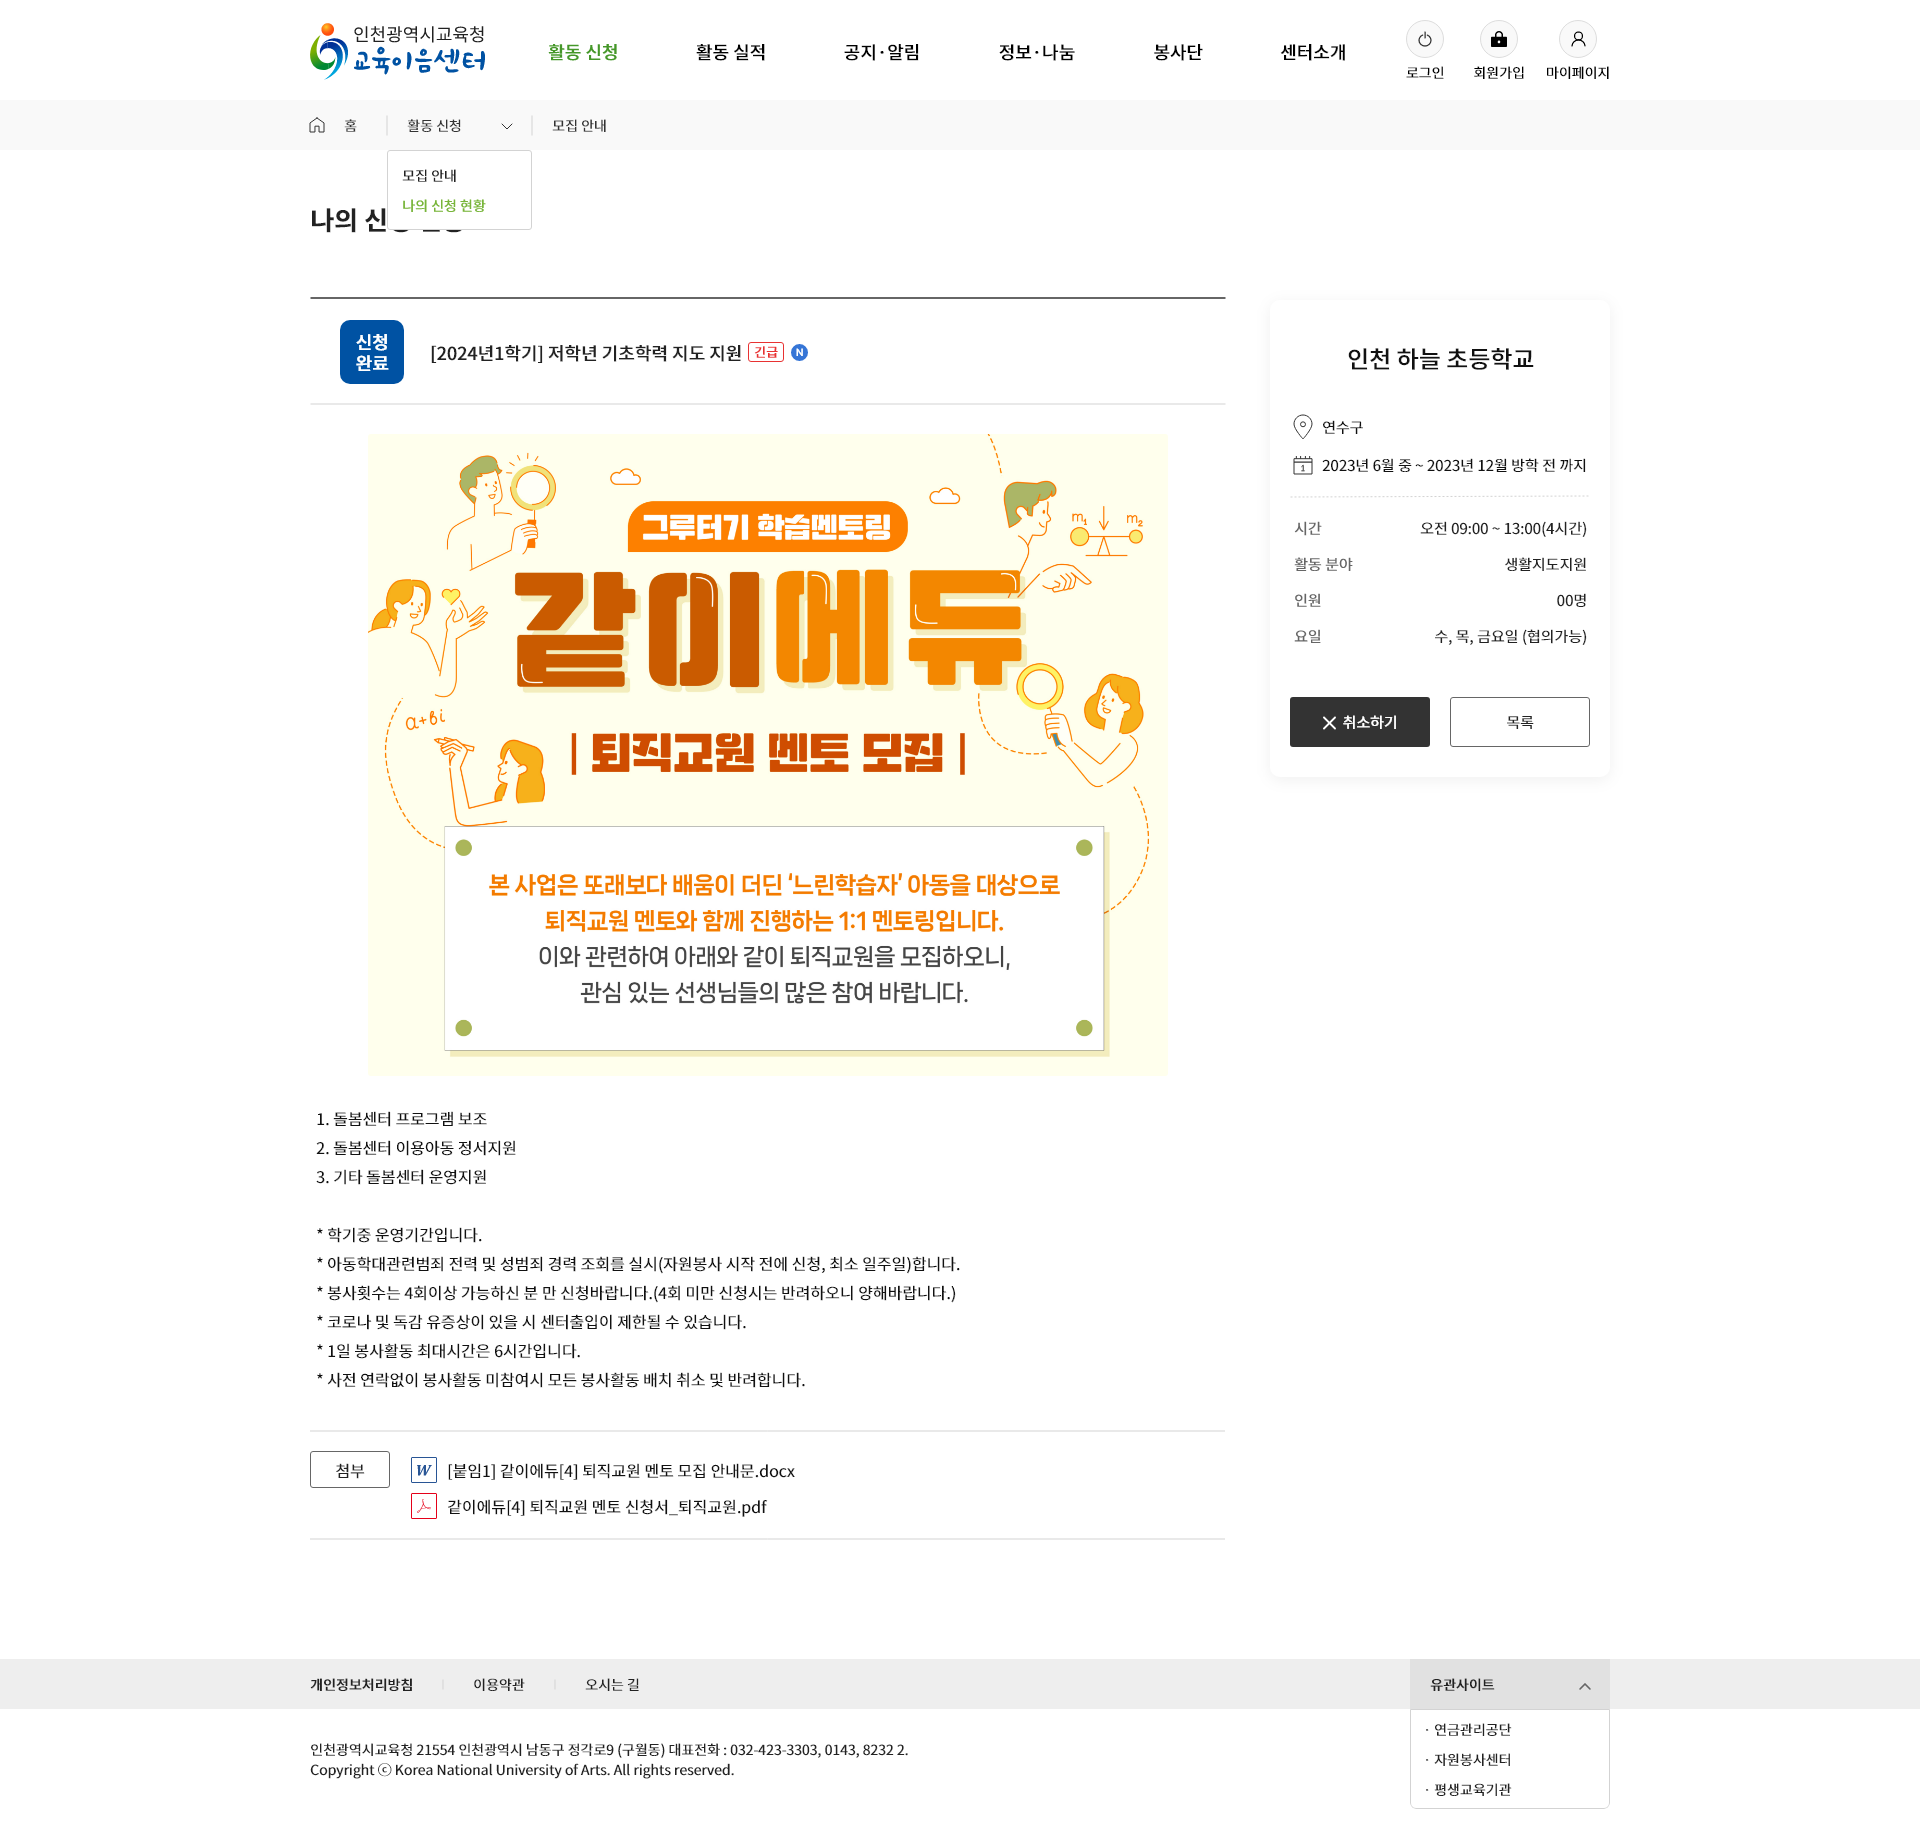 인천광역시교육청
교육이음센터
활동 신청
활동 실적
공지·알림
정보·나눔
봉사단
센터소개
로그인
회원가입
마이페이지
홈
활동 신청
모집 안내
모집 안내
나의 신청 현황
나의 신
신청
완료
[2024년1학기] 저학년 기초학력 지도 지원 긴급 N
그루터기 학습멘토링
같이에듀
m1 m2
a+bi
| 퇴직교원 멘토 모집 |
본 사업은 또래보다 배움이 더딘 ‘느린학습자’ 아동을 대상으로
퇴직교원 멘토와 함께 진행하는 1:1 멘토링입니다.
이와 관련하여 아래와 같이 퇴직교원을 모집하오니,
관심 있는 선생님들의 많은 참여 바랍니다.
인천 하늘 초등학교
연수구
1 2023년 6월 중 ~ 2023년 12월 방학 전 까지
시간 오전 09:00 ~ 13:00(4시간)
활동 분야 생활지도지원
인원 00명
요일 수, 목, 금요일 (협의가능)
취소하기
목록
1. 돌봄센터 프로그램 보조
2. 돌봄센터 이용아동 정서지원
3. 기타 돌봄센터 운영지원
* 학기중 운영기간입니다.
* 아동학대관련범죄 전력 및 성범죄 경력 조회를 실시(자원봉사 시작 전에 신청, 최소 일주일)합니다.
* 봉사횟수는 4회이상 가능하신 분 만 신청바랍니다.(4회 미만 신청시는 반려하오니 양해바랍니다.)
* 코로나 및 독감 유증상이 있을 시 센터출입이 제한될 수 있습니다.
* 1일 봉사활동 최대시간은 6시간입니다.
* 사전 연락없이 봉사활동 미참여시 모든 봉사활동 배치 취소 및 반려합니다.
첨부
W [붙임1] 같이에듀[4] 퇴직교원 멘토 모집 안내문.docx
같이에듀[4] 퇴직교원 멘토 신청서_퇴직교원.pdf
개인정보처리방침
이용약관
오시는 길
유관사이트
· 연금관리공단
· 자원봉사센터
· 평생교육기관
인천광역시교육청 21554 인천광역시 남동구 정각로9 (구월동) 대표전화 : 032-423-3303, 0143, 8232 2.
Copyright ⓒ Korea National University of Arts. All rights reserved.